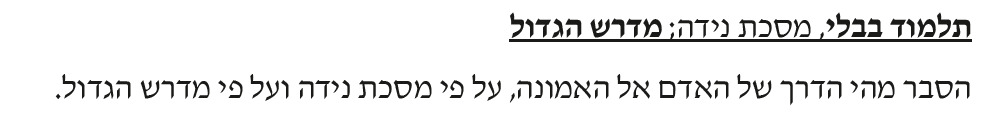 תלמוד בבלי, מסכת נידה; מדרש הגדול
הסבר מהי הדרך של האדם אל האמונה, על פי מסכת נידה ועל פי מדרש הגדול.